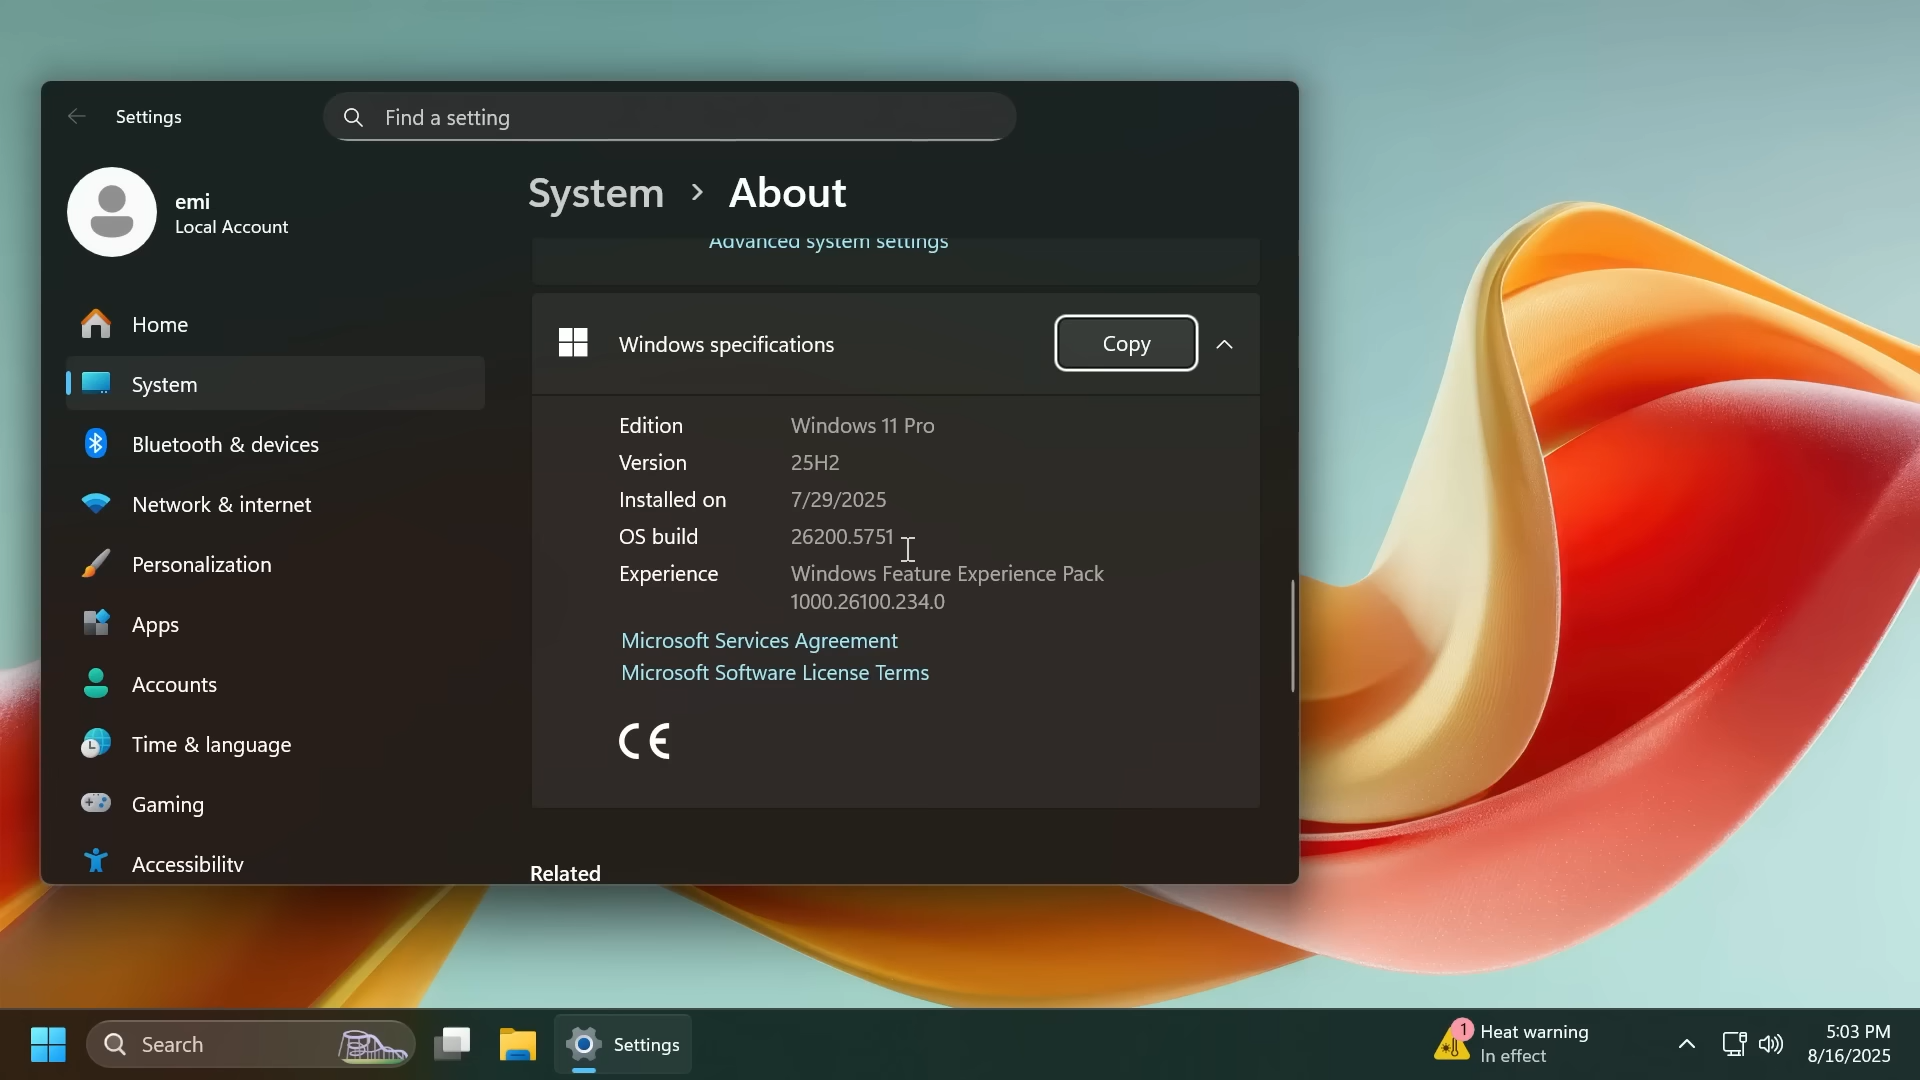 Settings
Find a setting
emi
Local Account
System > About
Home
System
Bluetooth & devices
Network & internet
Personalization
Apps
Accounts
Time & language
Gaming
Accessibility
Advanced system settings
Windows specifications
Copy
Edition Windows 11 Pro
Version 25H2
Installed on 7/29/2025
OS build 26200.5751
Experience Windows Feature Experience Pack
1000.26100.234.0
Microsoft Services Agreement
Microsoft Software License Terms
CE
Related
Search
Settings
1
Heat warning
In effect
5:03 PM
8/16/2025